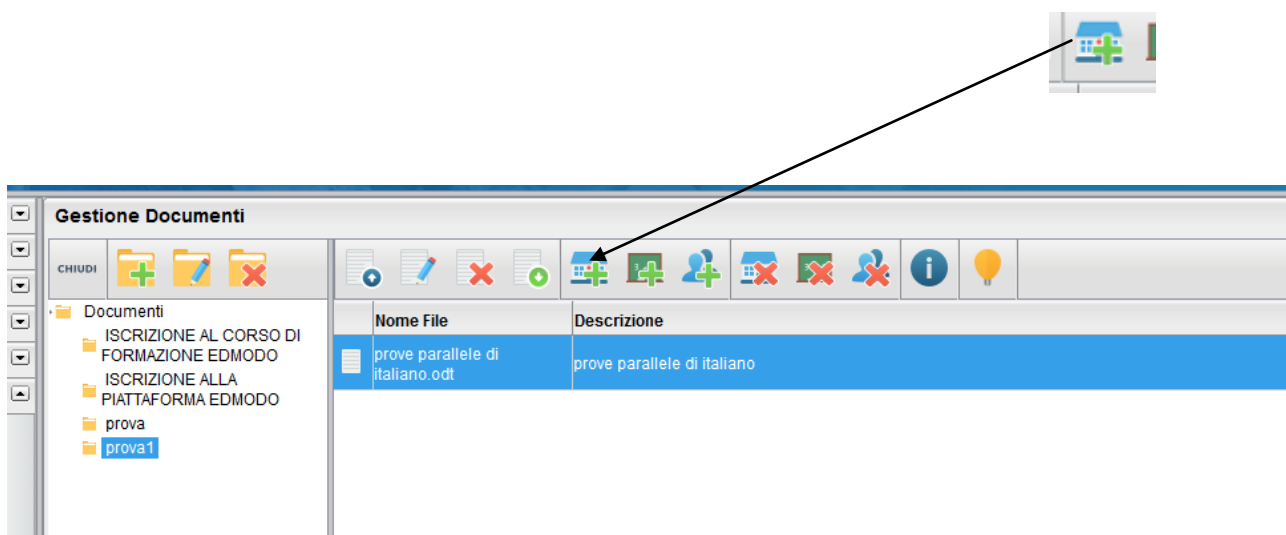 Gestione Documenti
CHIUDI
Documenti
ISCRIZIONE AL CORSO DI
FORMAZIONE EDMODO
ISCRIZIONE ALLA
PIATTAFORMA EDMODO
prova
prova1
Nome File
Descrizione
prove parallele di
italiano.odt
prove parallele di italiano